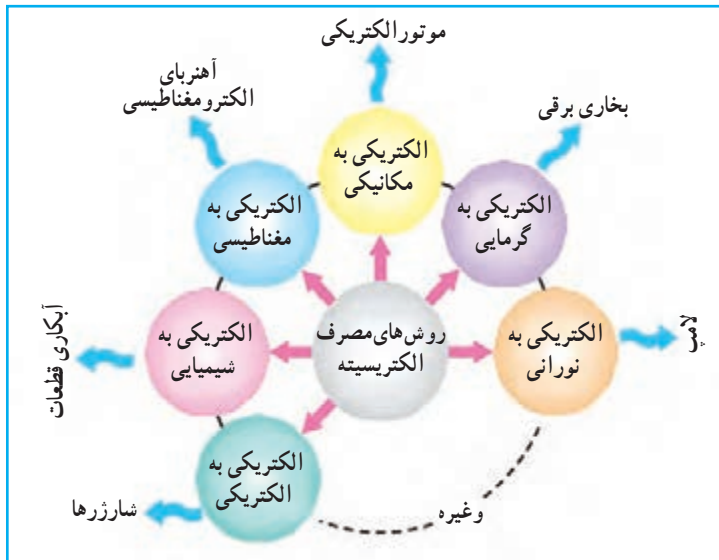 موتور الکتریکی
آهنربای
الکترومغناطیسی
بخاری برقی
الکتریکی به
مکانیکی
الکتریکی به
مغناطیسی
الکتریکی به
گرمایی
آبکاری قطعات
الکتریکی به
شیمیایی
روش‌های مصرف
الکتریسیته
الکتریکی به
نورانی
لامپ
الکتریکی به
الکتریکی
شارژرها
وغیره